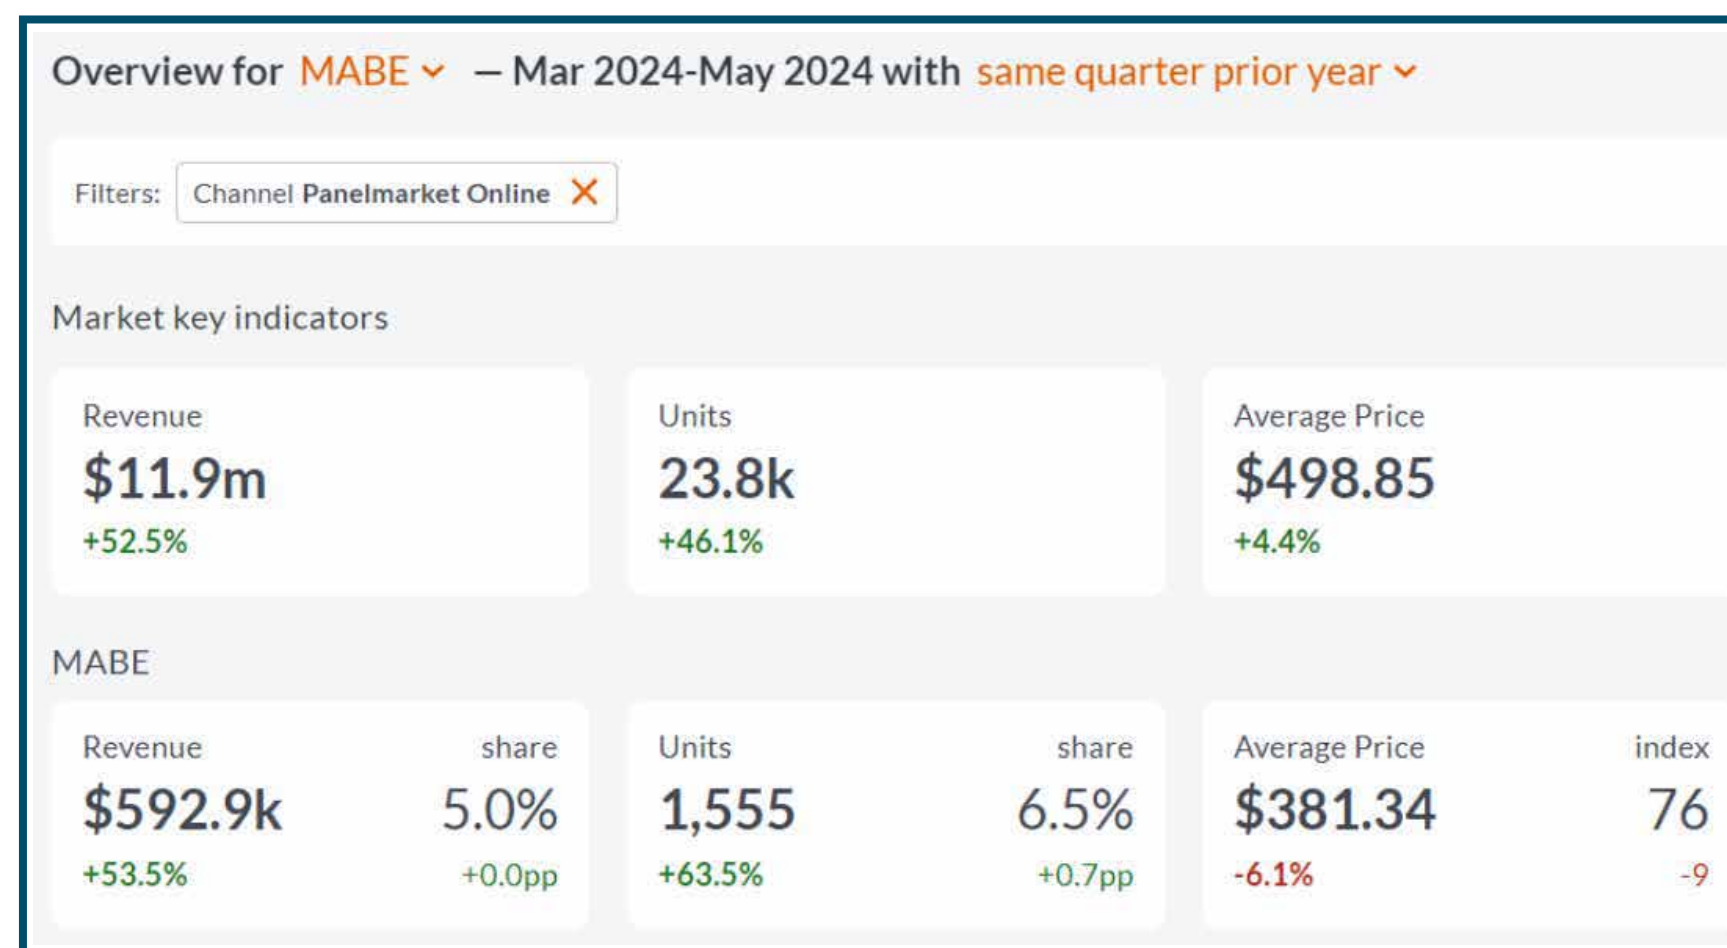 Overview for MABE — Mar 2024-May 2024 with same quarter prior year
Filters: Channel Panelmarket Online
Market key indicators
Revenue
$11.9m
+52.5%
Units
23.8k
+46.1%
Average Price
$498.85
+4.4%
MABE
Revenue share
$592.9k 5.0%
+53.5% +0.0pp
Units share
1,555 6.5%
+63.5% +0.7pp
Average Price index
$381.34 76
-6.1% -9